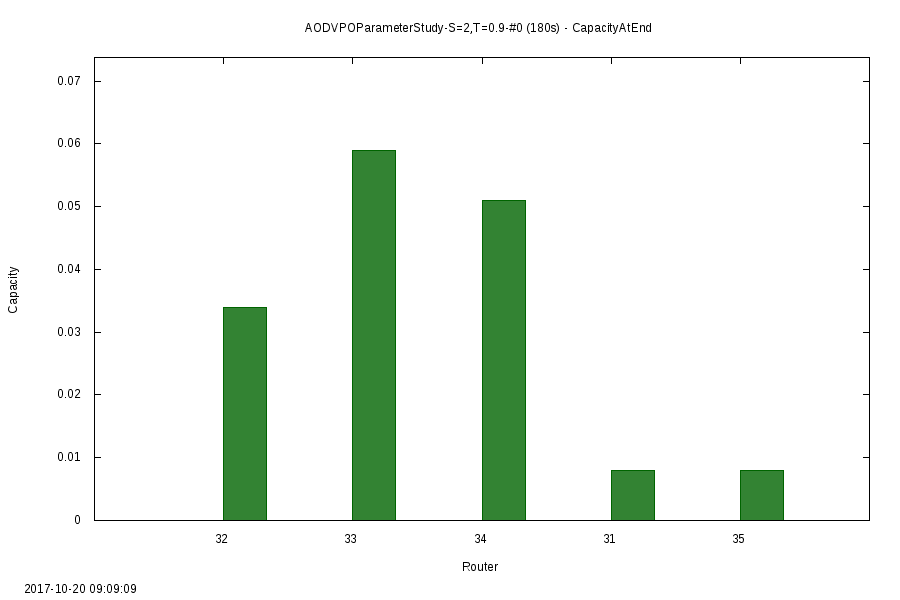 AODVPOParameterStudy-S=2,T=0.9-#0 (180s) - CapacityAtEnd
0.07
0.06
0.05
0.04
0.03
0.02
0.01
0
Capacity
32 33 34 31 35
Router
2017-10-20 09:09:09